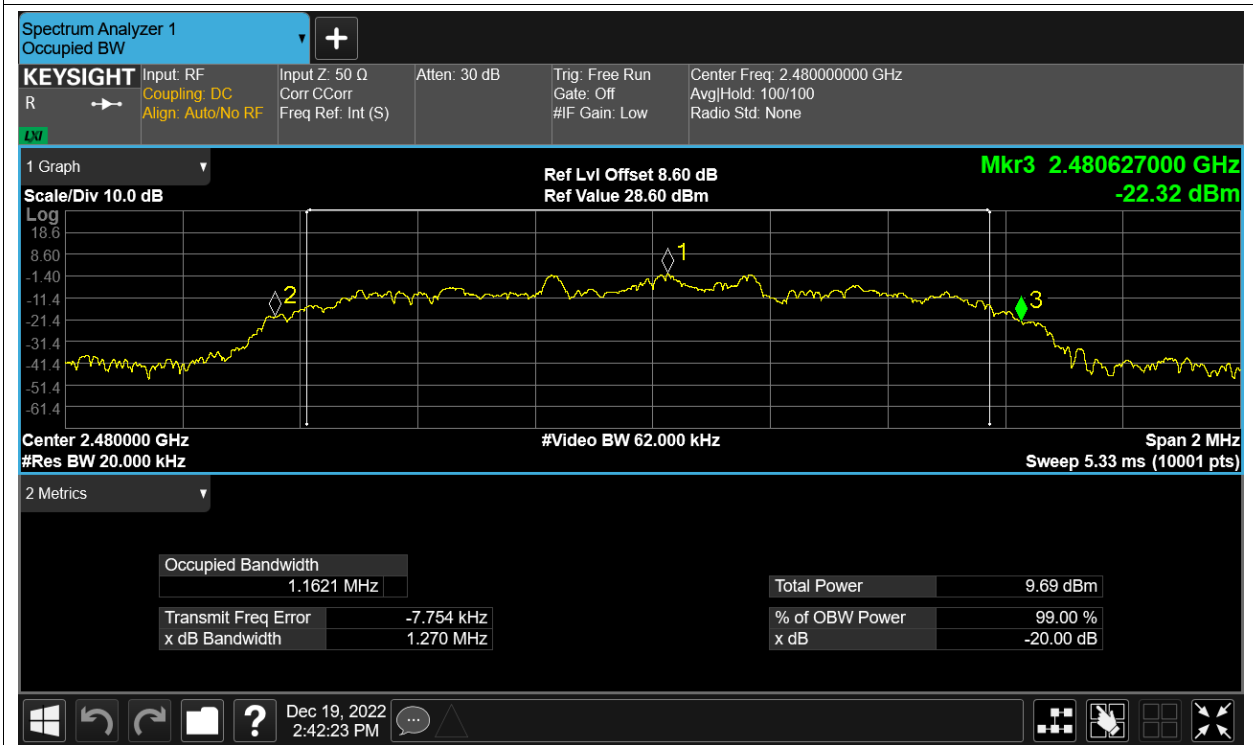 Spectrum Analyzer 1
Occupied BW
KEYSIGHT
R
LXI
Input: RF
Coupling: DC
Align: Auto/No RF
Input Z: 50 Ω
Corr CCorr
Freq Ref: Int (S)
Atten: 30 dB
Trig: Free Run
Gate: Off
#IF Gain: Low
Center Freq: 2.480000000 GHz
Avg|Hold: 100/100
Radio Std: None
1 Graph
Scale/Div 10.0 dB
Ref Lvl Offset 8.60 dB
Ref Value 28.60 dBm
Mkr3 2.480627000 GHz
-22.32 dBm
Log
18.6
8.60
-1.40
-11.4
-21.4
-31.4
-41.4
-51.4
-61.4
1
2
3
Center 2.480000 GHz
#Video BW 62.000 kHz
Span 2 MHz
#Res BW 20.000 kHz
Sweep 5.33 ms (10001 pts)
2 Metrics
Occupied Bandwidth
1.1621 MHz
Total Power 9.69 dBm
Transmit Freq Error -7.754 kHz
% of OBW Power 99.00 %
x dB Bandwidth 1.270 MHz
x dB -20.00 dB
?
Dec 19, 2022
2:42:23 PM